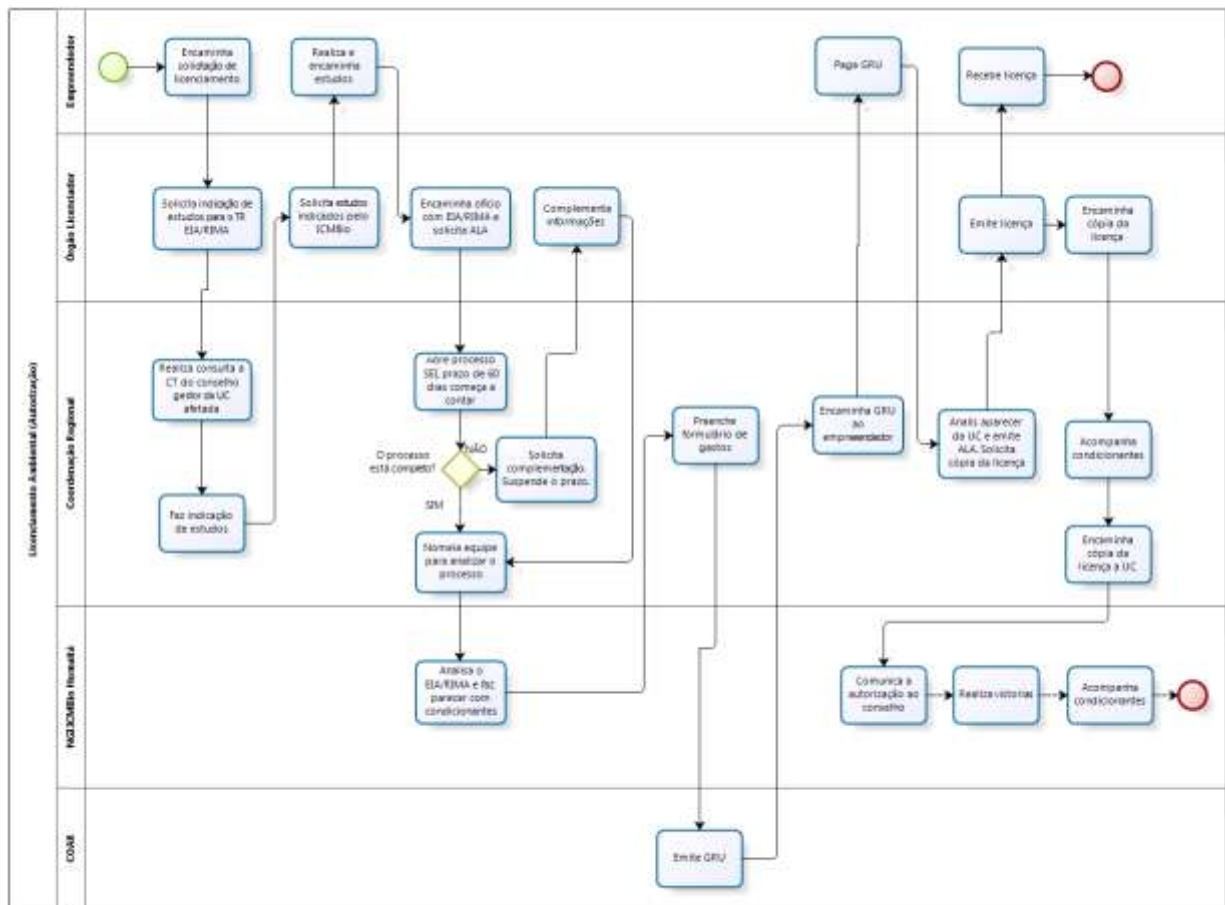 Licenciamento Ambiental (Autorização)
Empreendedor
Encaminha
solicitação de
licenciamento
Realiza e
encaminha
estudos
Paga GRU
Recebe licença
Órgão Licenciador
Solicita indicação de
estudos para o TR
EIA/RIMA
Solicita estudos
indicados pelo
ICMBio
Encaminha ofício
com EIA/RIMA e
solicita ALA
Complementa
informações
Emite licença
Encaminha
cópia da
licença
Coordenação Regional
Realiza consulta a
CT do conselho
gestor da UC
afetada
Faz indicação
de estudos
Abre processo
SEI, prazo de 60
dias começa a
contar
O processo
está completo?
NÃO
SIM
Solicita
complementação.
Suspende o prazo.
Nomeia equipe
para analizar o
processo
Preenche
formulário de
gastos
Encaminha GRU
ao
empreendedor
Analis aparecer
da UC e emite
ALA. Solicita
cópia da licença
Acompanha
condicionantes
Encaminha
cópia da
licença a UC
ICMBio Humaitá
Analisa o
EIA/RIMA e faz
parecer com
condicionantes
Comunica a
autorização ao
conselho
Realiza vistorias
Acompanha
condicionantes
Emite GRU